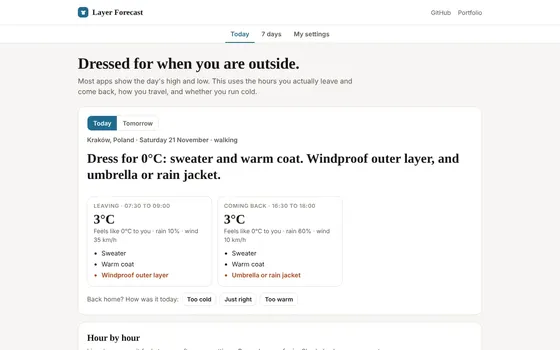 Layer Forecast
GitHub Portfolio
Today 7 days My settings
Dressed for when you are outside.
Most apps show the day's high and low. This uses the hours you actually leave and
come back, how you travel, and whether you run cold.
Today Tomorrow
Kraków, Poland · Saturday 21 November · walking
Dress for 0°C: sweater and warm coat. Windproof outer layer, and
umbrella or rain jacket.
LEAVING · 07:30 TO 09:00
3°C
Feels like 0°C to you · rain 10% · wind
35 km/h
Sweater
Warm coat
Windproof outer layer
COMING BACK · 16:30 TO 18:00
3°C
Feels like 0°C to you · rain 60% · wind
10 km/h
Sweater
Warm coat
Umbrella or rain jacket
Back home? How was it today: Too cold Just right Too warm
Hour by hour